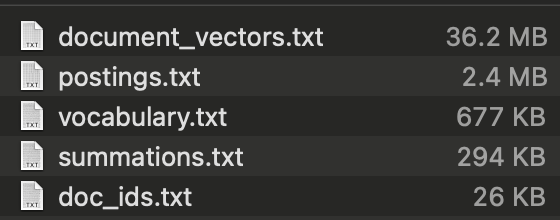 document_vectors.txt 36.2 MB
postings.txt 2.4 MB
vocabulary.txt 677 KB
summations.txt 294 KB
doc_ids.txt 26 KB